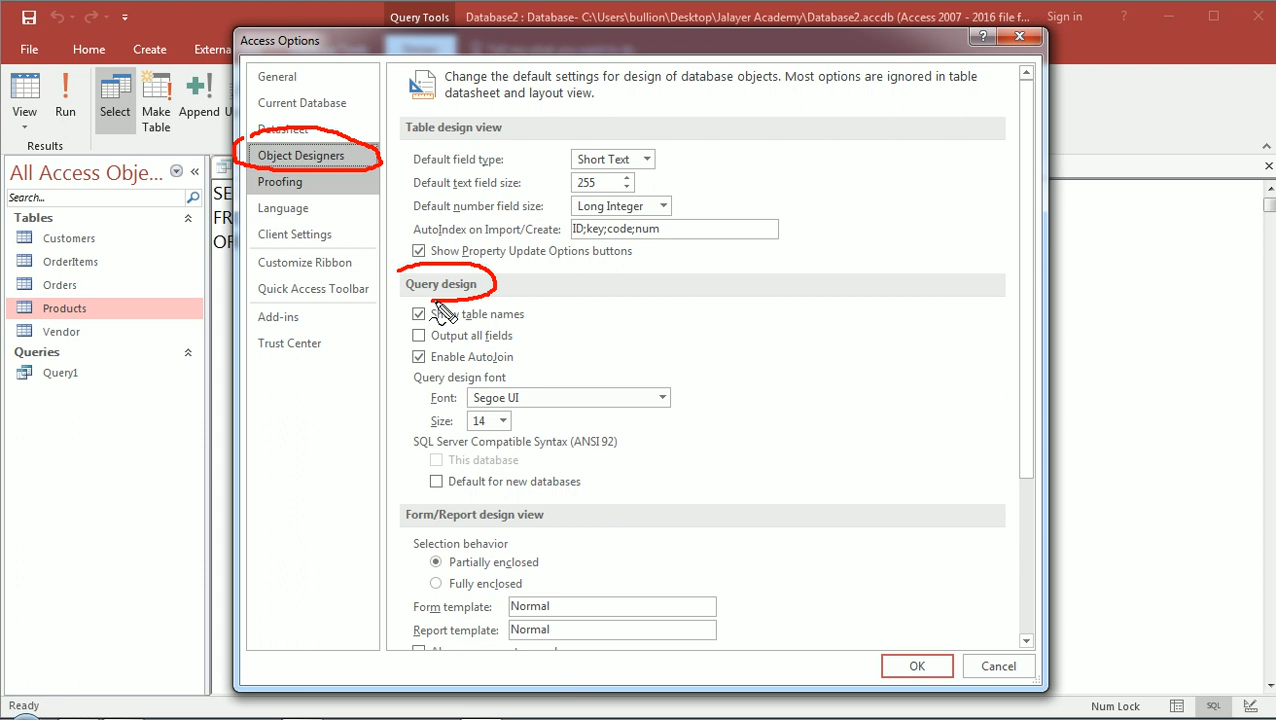 Query Tools
Database2 : Database- C:\Users\bullion\Desktop\Jalayer Academy\Database2.accdb (Access 2007 - 2016 file f...
Sign in
?
File
Home
Create
Externa
View
Run
Select
Make
Table
Append
Results
Access Options
?
General
Current Database
Datasheet
Object Designers
Proofing
Language
Client Settings
Customize Ribbon
Quick Access Toolbar
Add-ins
Trust Center
All Access Obje... «
Search...
Tables
Customers
OrderItems
Orders
Products
Vendor
Queries
Query1
SE
FR
OR
Change the default settings for design of database objects. Most options are ignored in table
datasheet and layout view.
Table design view
Default field type: Short Text
Default text field size: 255
Default number field size: Long Integer
AutoIndex on Import/Create: ID;key;code;num
Show Property Update Options buttons
Query design
Show table names
Output all fields
Enable AutoJoin
Query design font
Font: Segoe UI
Size: 14
SQL Server Compatible Syntax (ANSI 92)
This database
Default for new databases
Form/Report design view
Selection behavior
Partially enclosed
Fully enclosed
Form template: Normal
Report template: Normal
OK
Cancel
Ready
Num Lock
SQL